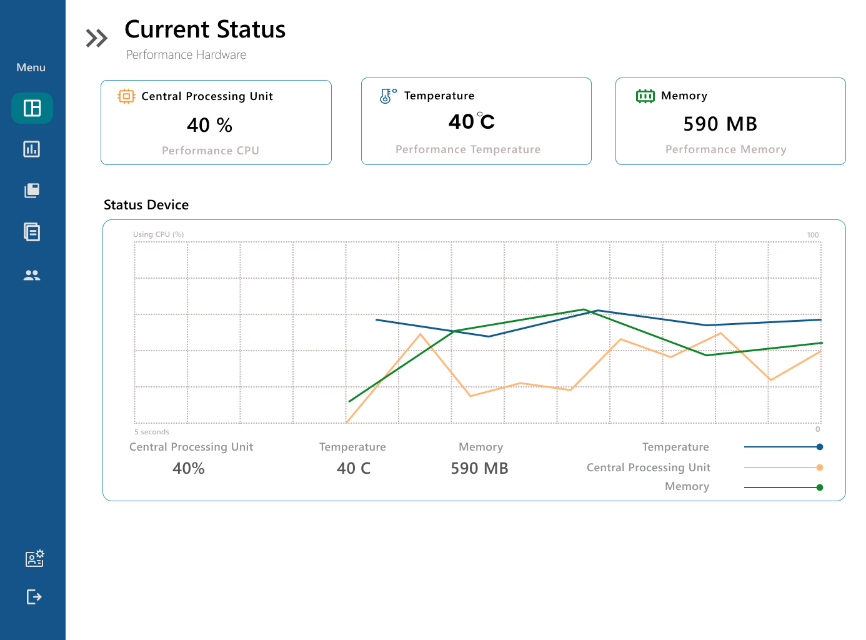 Menu
Current Status
Performance Hardware
Central Processing Unit
40 %
Performance CPU
Temperature
40°C
Performance Temperature
Memory
590 MB
Performance Memory
Status Device
Using CPU (%)
100
5 seconds
0
Central Processing Unit
40%
Temperature
40 C
Memory
590 MB
Temperature
Central Processing Unit
Memory